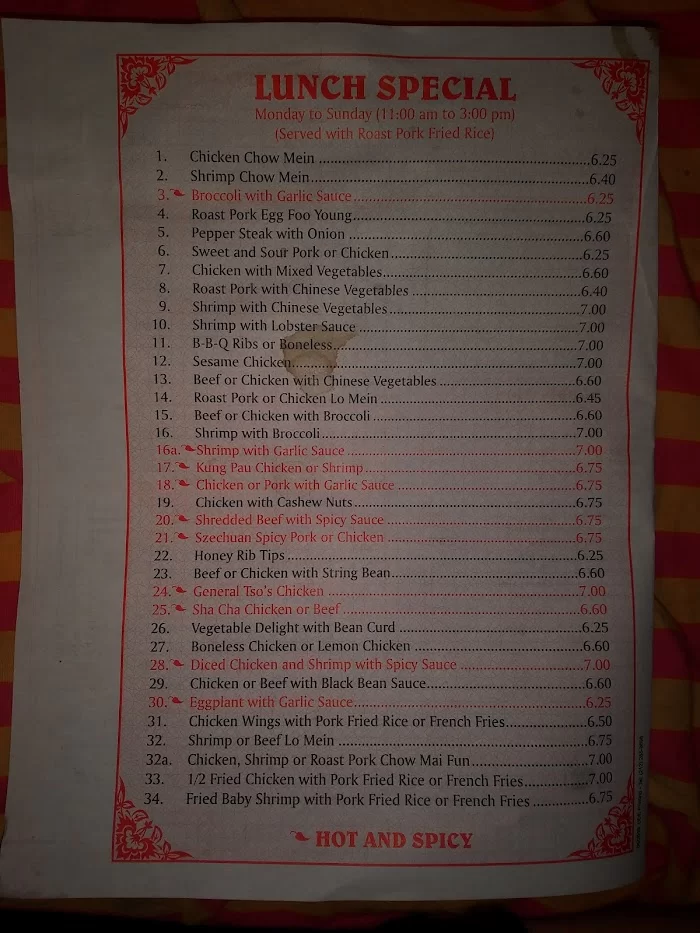 LUNCH SPECIAL
Monday to Sunday (11:00 am to 3:00 pm)
(Served with Roast Pork Fried Rice)
1. Chicken Chow Mein ... 6.25
2. Shrimp Chow Mein ... 6.40
3. Broccoli with Garlic Sauce ... 6.25
4. Roast Pork Egg Foo Young ... 6.25
5. Pepper Steak with Onion ... 6.60
6. Sweet and Sour Pork or Chicken ... 6.25
7. Chicken with Mixed Vegetables ... 6.60
8. Roast Pork with Chinese Vegetables ... 6.40
9. Shrimp with Chinese Vegetables ... 7.00
10. Shrimp with Lobster Sauce ... 7.00
11. B-B-Q Ribs or Boneless ... 7.00
12. Sesame Chicken ... 7.00
13. Beef or Chicken with Chinese Vegetables ... 6.60
14. Roast Pork or Chicken Lo Mein ... 6.45
15. Beef or Chicken with Broccoli ... 6.60
16. Shrimp with Broccoli ... 7.00
16a. Shrimp with Garlic Sauce ... 7.00
17. Kung Pau Chicken or Shrimp ... 6.75
18. Chicken or Pork with Garlic Sauce ... 6.75
19. Chicken with Cashew Nuts ... 6.75
20. Shredded Beef with Spicy Sauce ... 6.75
21. Szechuan Spicy Pork or Chicken ... 6.75
22. Honey Rib Tips ... 6.25
23. Beef or Chicken with String Bean ... 6.60
24. General Tso's Chicken ... 7.00
25. Sha Cha Chicken or Beef ... 6.60
26. Vegetable Delight with Bean Curd ... 6.25
27. Boneless Chicken or Lemon Chicken ... 6.60
28. Diced Chicken and Shrimp with Spicy Sauce ... 7.00
29. Chicken or Beef with Black Bean Sauce ... 6.60
30. Eggplant with Garlic Sauce ... 6.25
31. Chicken Wings with Pork Fried Rice or French Fries ... 6.50
32. Shrimp or Beef Lo Mein ... 6.75
32a. Chicken, Shrimp or Roast Pork Chow Mai Fun ... 7.00
33. 1/2 Fried Chicken with Pork Fried Rice or French Fries ... 7.00
34. Fried Baby Shrimp with Pork Fried Rice or French Fries ... 6.75
HOT AND SPICY